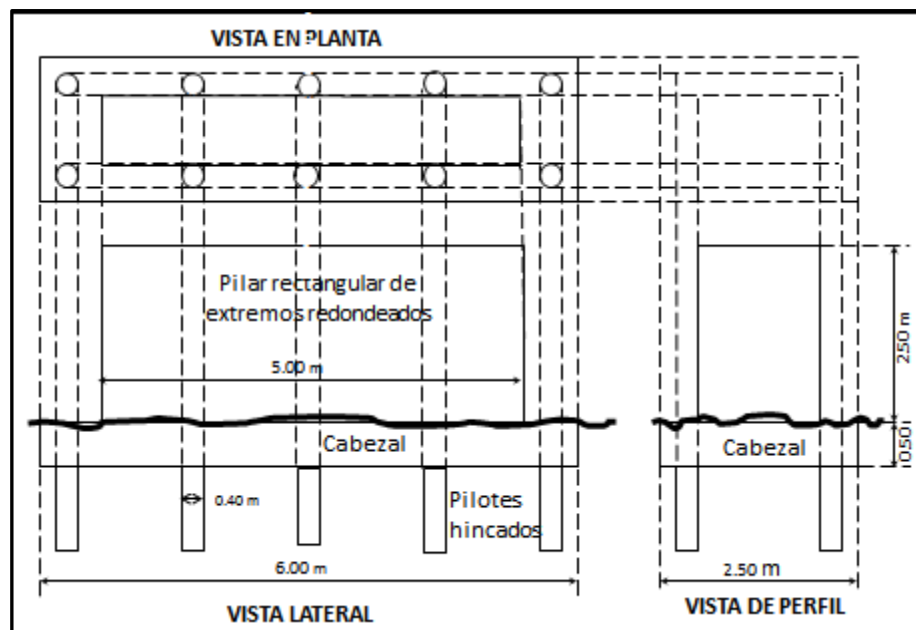 VISTA EN PLANTA
Pilar rectangular de
extremos redondeados
5.00 m
2.50 m
Cabezal
Cabezal
0.50
0.40 m
Pilotes
hincados
6.00 m
2.50 m
VISTA LATERAL
VISTA DE PERFIL